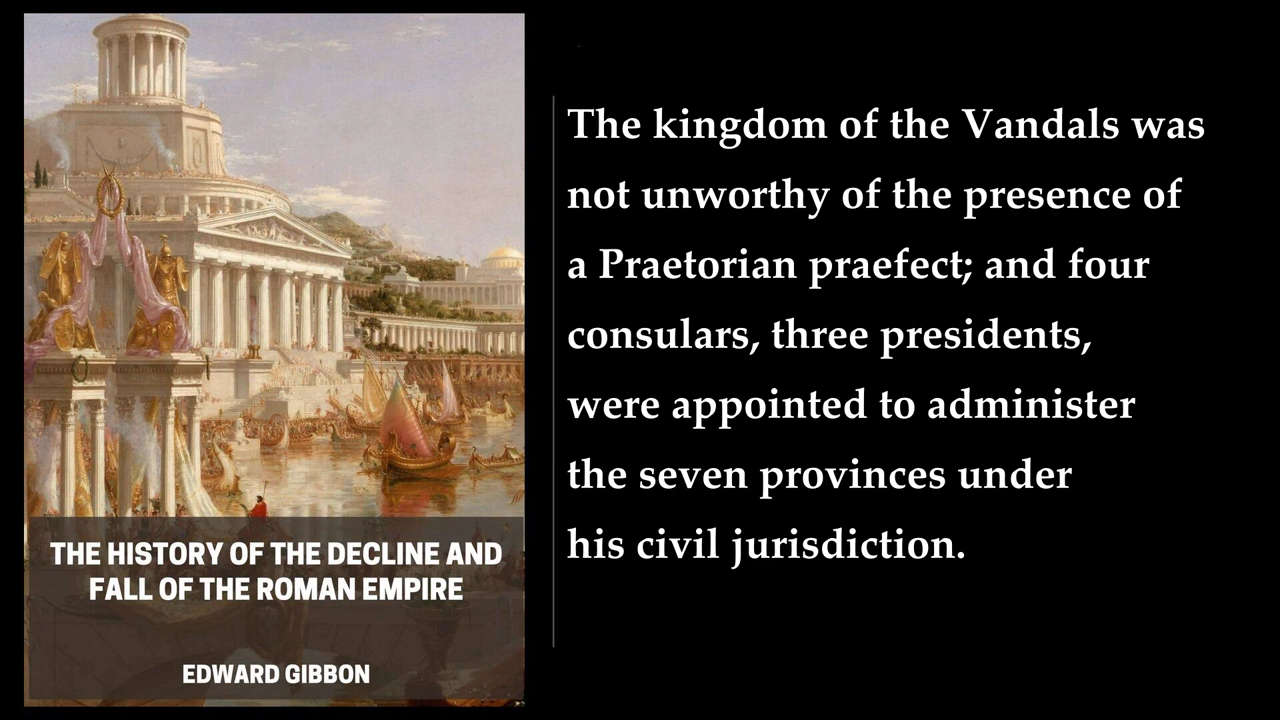 THE HISTORY OF THE DECLINE AND
FALL OF THE ROMAN EMPIRE
EDWARD GIBBON
The kingdom of the Vandals was
not unworthy of the presence of
a Praetorian praefect; and four
consulars, three presidents,
were appointed to administer
the seven provinces under
his civil jurisdiction.